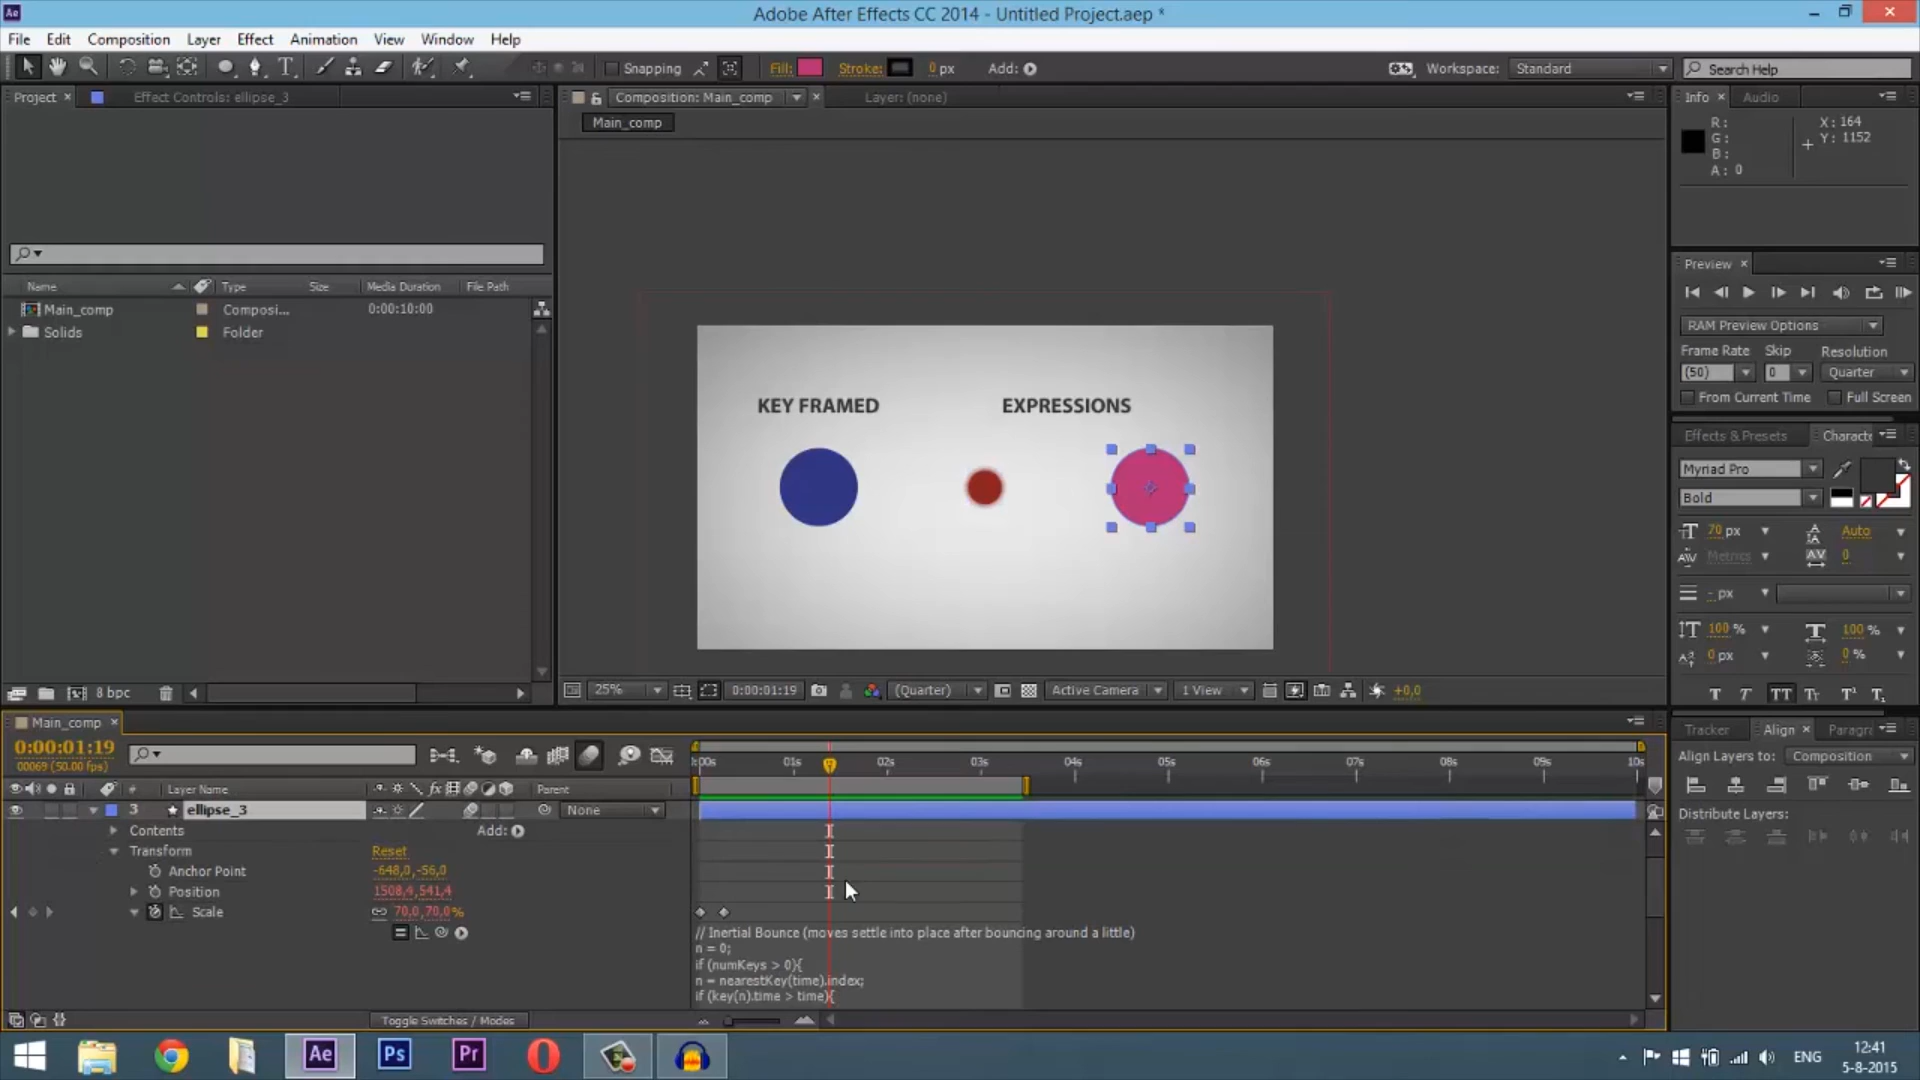 Adobe After Effects CC 2014 - Untitled Project.aep *
File Edit Composition Layer Effect Animation View Window Help
Snapping Fill: Stroke: 0 px Add: Workspace: Standard Search Help
Project Effect Controls: ellipse_3 Composition: Main_comp Layer: (none) Info Audio
Main_comp
R: G: B: A: 0
X: 164 Y: 1152
Name Type Size Media Duration File Path
Main_comp Composi... 0:00:10:00
Solids Folder
KEY FRAMED EXPRESSIONS
Preview
RAM Preview Options
Frame Rate Skip Resolution
(50) 0 Quarter
From Current Time Full Screen
Effects & Presets Characte
Myriad Pro
Bold
70 px Auto
Metrics 0
- px
100 % 100 %
0 px 0 %
8 bpc
25% 0:00:01:19 (Quarter) Active Camera 1 View +0,0
Main_comp
0:00:01:19
00069 (50.00 fps)
:00s 01s 02s 03s 04s 05s 06s 07s 08s 09s 10s
# Layer Name Parent
3 ellipse_3 None
Contents Add:
Transform Reset
Anchor Point -648,0,-56,0
Position 1508,4,541,4
Scale 70,0,70,0%
// Inertial Bounce (moves settle into place after bouncing around a little)
n = 0;
if (numKeys > 0){
n = nearestKey(time).index;
if (key(n).time > time){
Toggle Switches / Modes
Tracker Align Paragra
Align Layers to: Composition
Distribute Layers:
Ae Ps Pr
ENG 12:41
5-8-2015